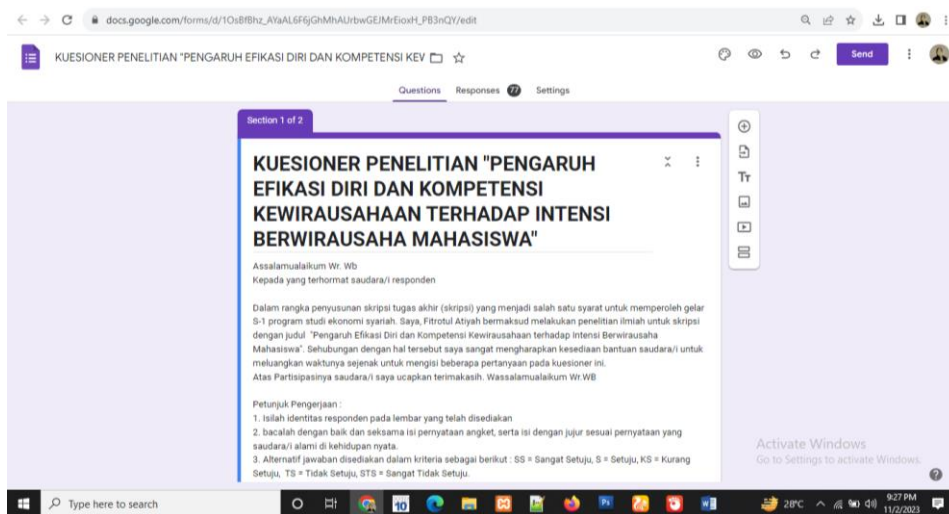 docs.google.com/forms/d/1OsBfBhz_AYaAL6F6jGhMhAUrbwGEJMrEioxH_PB3nQY/edit
KUESIONER PENELITIAN "PENGARUH EFIKASI DIRI DAN KOMPETENSI KEV
Send
Questions Responses 77 Settings
Section 1 of 2
KUESIONER PENELITIAN "PENGARUH
EFIKASI DIRI DAN KOMPETENSI
KEWIRAUSAHAAN TERHADAP INTENSI
BERWIRAUSAHA MAHASISWA"
Assalamualaikum Wr. Wb
Kepada yang terhormat saudara/i responden
Dalam rangka penyusunan skripsi tugas akhir (skripsi) yang menjadi salah satu syarat untuk memperoleh gelar
S-1 program studi ekonomi syariah. Saya, Fitrotul Atiyah bermaksud melakukan penelitian ilmiah untuk skripsi
dengan judul "Pengaruh Efikasi Diri dan Kompetensi Kewirausahaan terhadap Intensi Berwirausaha
Mahasiswa". Sehubungan dengan hal tersebut saya sangat mengharapkan kesediaan bantuan saudara/i untuk
meluangkan waktunya sejenak untuk mengisi beberapa pertanyaan pada kuesioner ini.
Atas Partisipasinya saudara/i saya ucapkan terimakasih. Wassalamualaikum Wr.WB
Petunjuk Pengerjaan :
1. Isilah identitas responden pada lembar yang telah disediakan
2. bacalah dengan baik dan seksama isi pernyataan angket, serta isi dengan jujur sesuai pernyataan yang
saudara/i alami di kehidupan nyata.
3. Alternatif jawaban disediakan dalam kriteria sebagai berikut : SS = Sangat Setuju, S = Setuju, KS = Kurang
Setuju, TS = Tidak Setuju, STS = Sangat Tidak Setuju.
Tт
Activate Windows
Go to Settings to activate Windows.
Type here to search
10
Ps
28°C
9:27 PM
11/2/2023